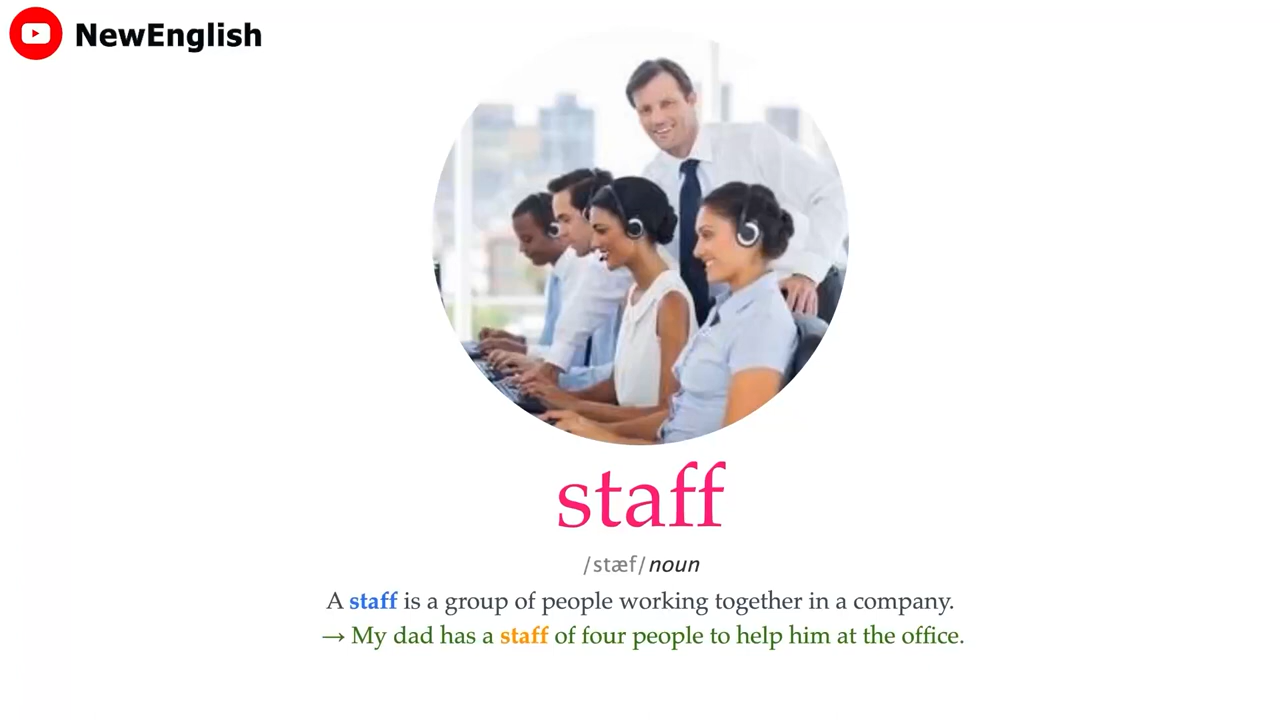 NewEnglish
staff
/stæf/noun
A staff is a group of people working together in a company.
→ My dad has a staff of four people to help him at the office.